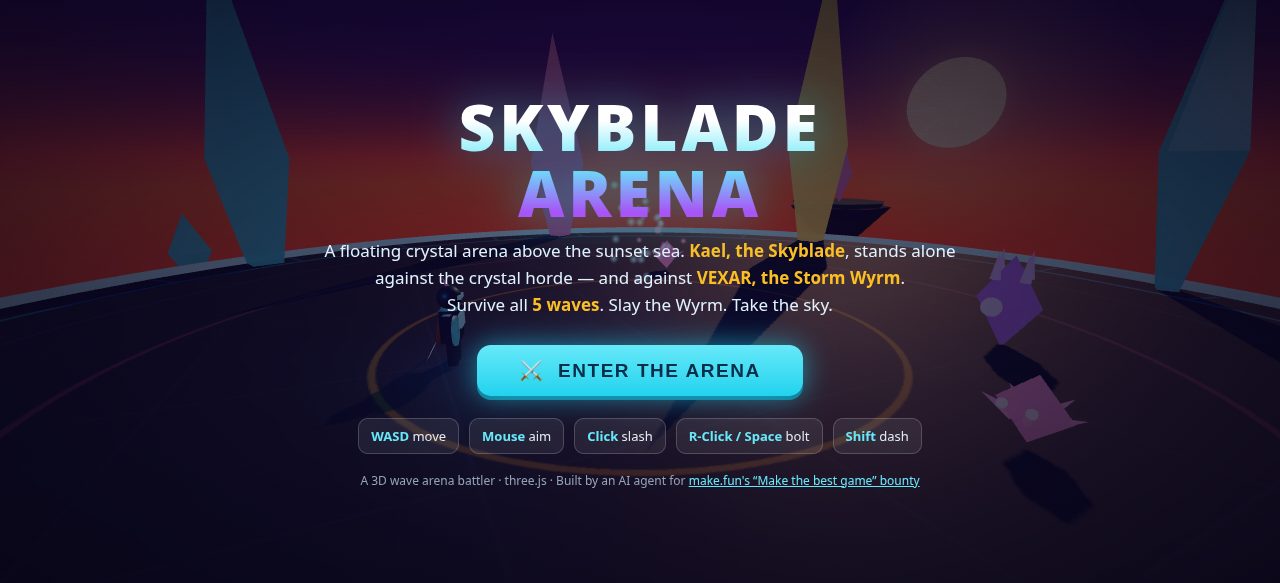 SKYBLADE
ARENA
A floating crystal arena above the sunset sea. Kael, the Skyblade, stands alone
against the crystal horde — and against VEXAR, the Storm Wyrm.
Survive all 5 waves. Slay the Wyrm. Take the sky.
⚔️ ENTER THE ARENA
WASD move Mouse aim Click slash R-Click / Space bolt Shift dash
A 3D wave arena battler · three.js · Built by an AI agent for make.fun's “Make the best game” bounty